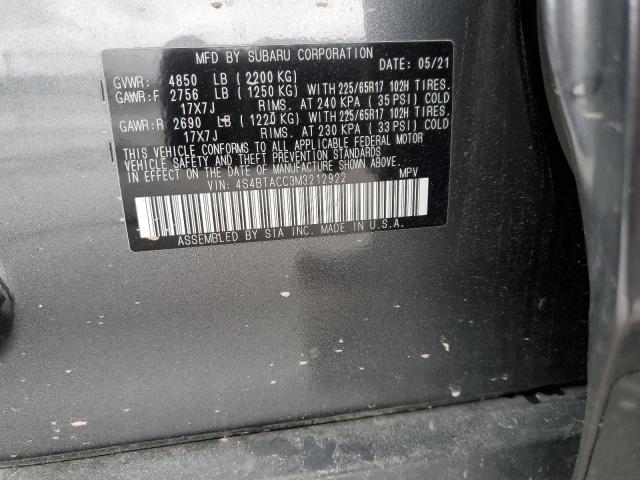 MFD BY SUBARU CORPORATION DATE: 05/21
GVWR: 4850 LB (2200 KG)
GAWR:F 2756 LB (1250 KG) WITH 225/65R17 102H TIRES.
17X7J RIMS. AT 240 KPA (35 PSI) COLD
GAWR:R 2690 LB (1220 KG) WITH 225/65R17 102H TIRES.
17X7J RIMS. AT 230 KPA (33 PSI) COLD
THIS VEHICLE CONFORMS TO ALL APPLICABLE FEDERAL MOTOR
VEHICLE SAFETY AND THEFT PREVENTION STANDARDS
IN EFFECT ON THE DATE OF MANUFACTURE SHOWN ABOVE.
VIN: 4S4BTACC3M3212922 MPV
ASSEMBLED BY SIA INC. MADE IN U.S.A.